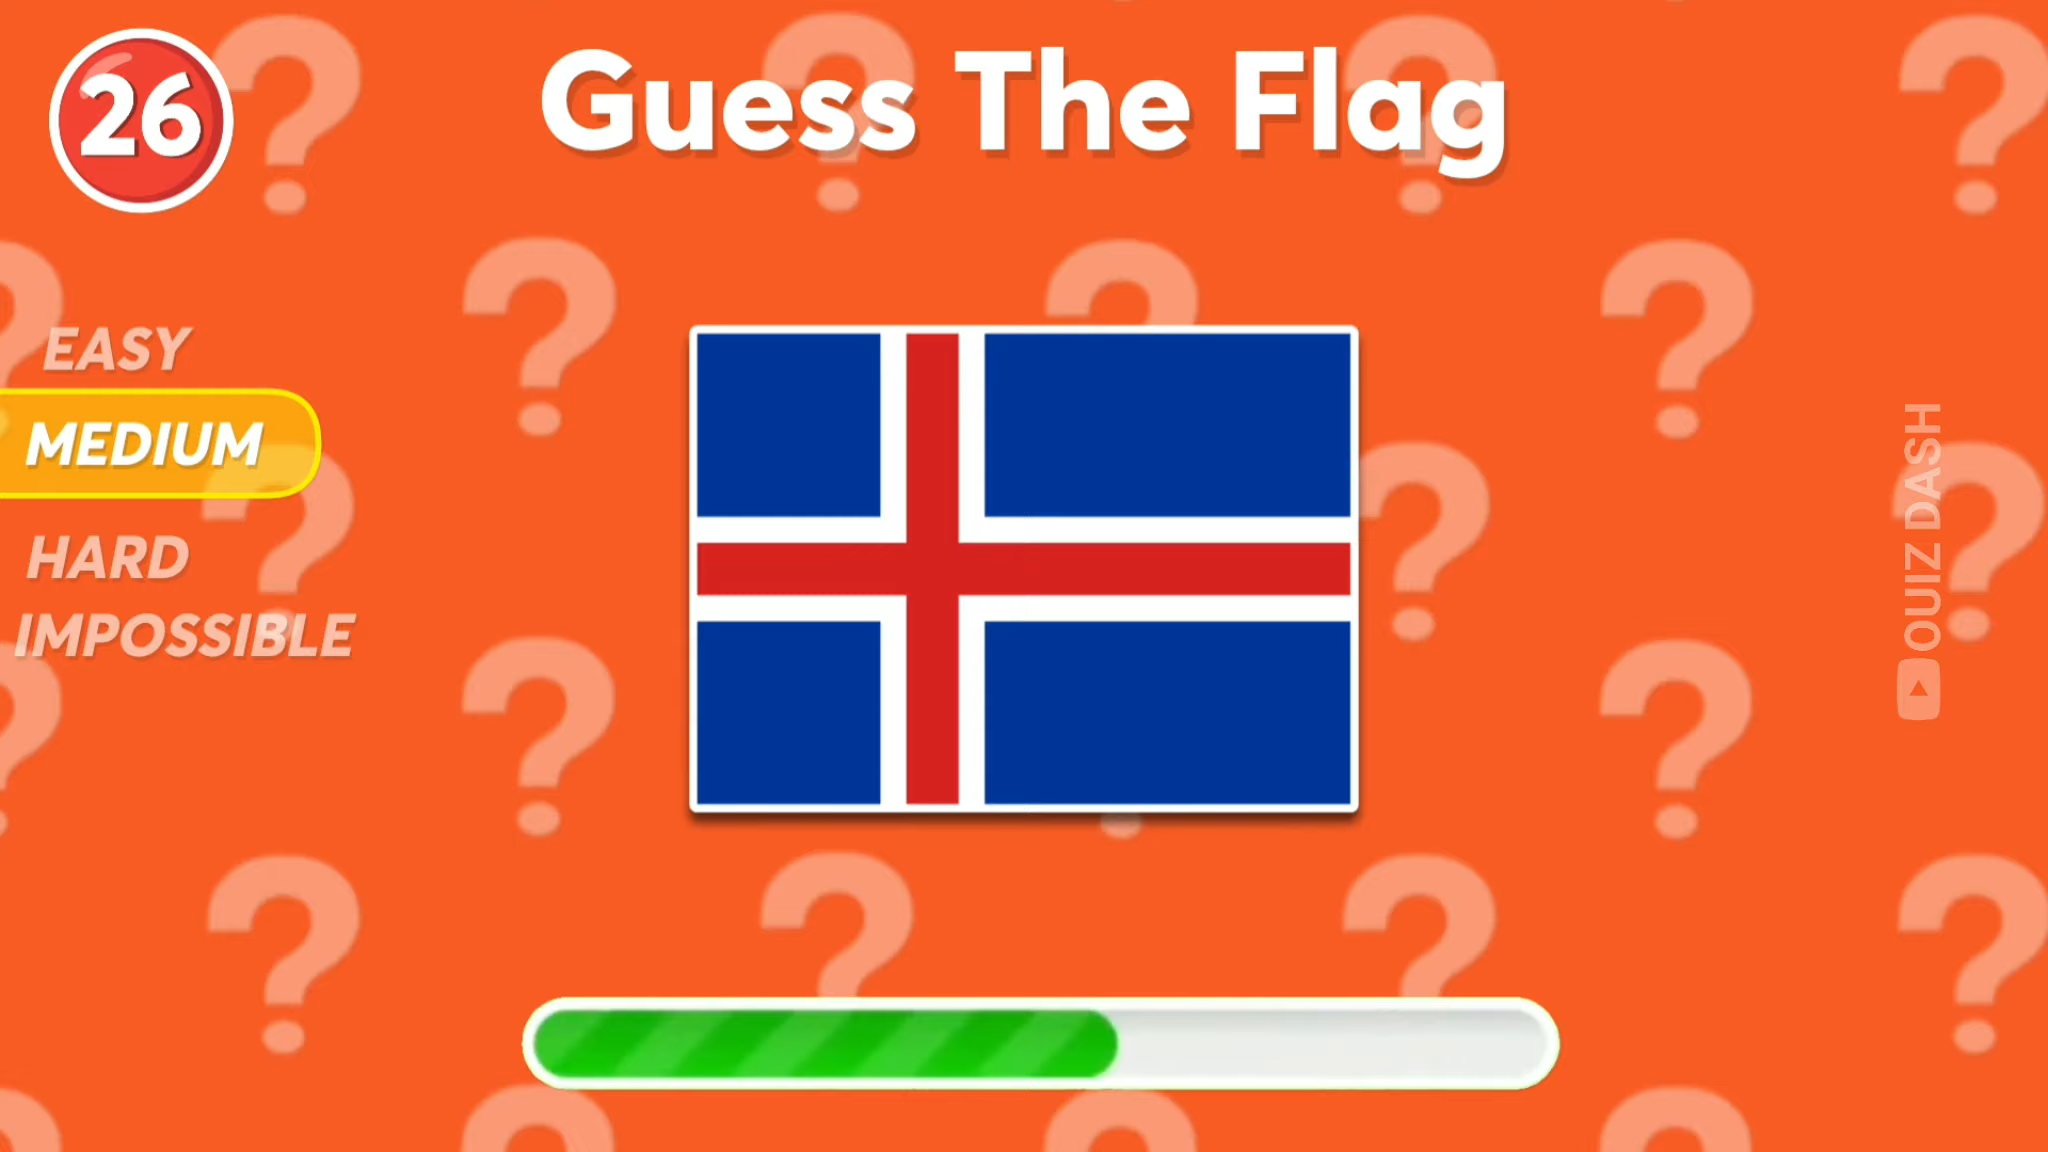 26
Guess The Flag
EASY
MEDIUM
HARD
IMPOSSIBLE
QUIZ DASH